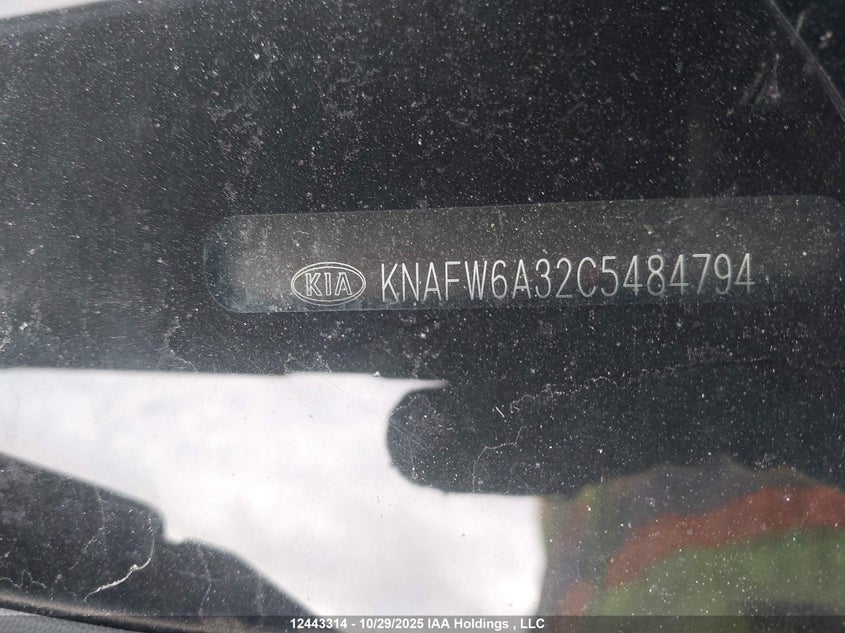 KIA KNAFW6A32C5484794
12443314 - 10/29/2025 IAA Holdings , LLC